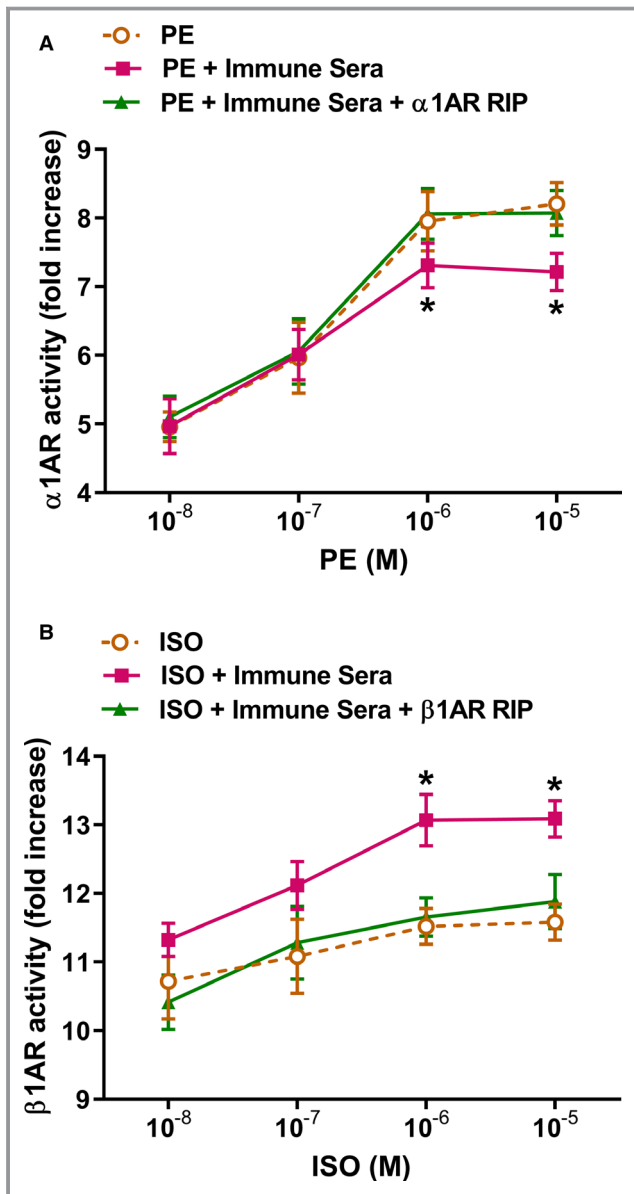 A
PE
PE + Immune Sera
PE + Immune Sera + α1AR RIP
α1AR activity (fold increase)
9
8
7
6
5
4
* *
10⁻⁸ 10⁻⁷ 10⁻⁶ 10⁻⁵
PE (M)
B
ISO
ISO + Immune Sera
ISO + Immune Sera + β1AR RIP
β1AR activity (fold increase)
14
13
12
11
10
9
* *
10⁻⁸ 10⁻⁷ 10⁻⁶ 10⁻⁵
ISO (M)